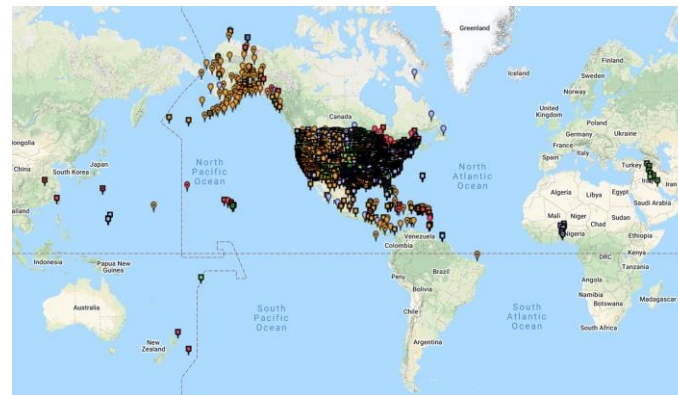 Greenland
Iceland
Finland
Sweden
Norway
United
Kingdom
Poland
Germany
Ukraine
France
Italy
Spain
Turkey
Canada
North
Pacific
Ocean
North
Atlantic
Ocean
China
South Korea
Japan
Algeria
Libya
Egypt
Saudi Arabia
Mali
Niger
Chad
Sudan
Nigeria
Ethiopia
Venezuela
Colombia
DRC
Kenya
Tanzania
Indonesia
Papua New
Guinea
Peru
Brazil
Bolivia
Angola
Namibia
Botswana
Madagascar
Australia
South
Pacific
Ocean
Chile
South
Atlantic
Ocean
South Africa
Argentina
New
Zealand